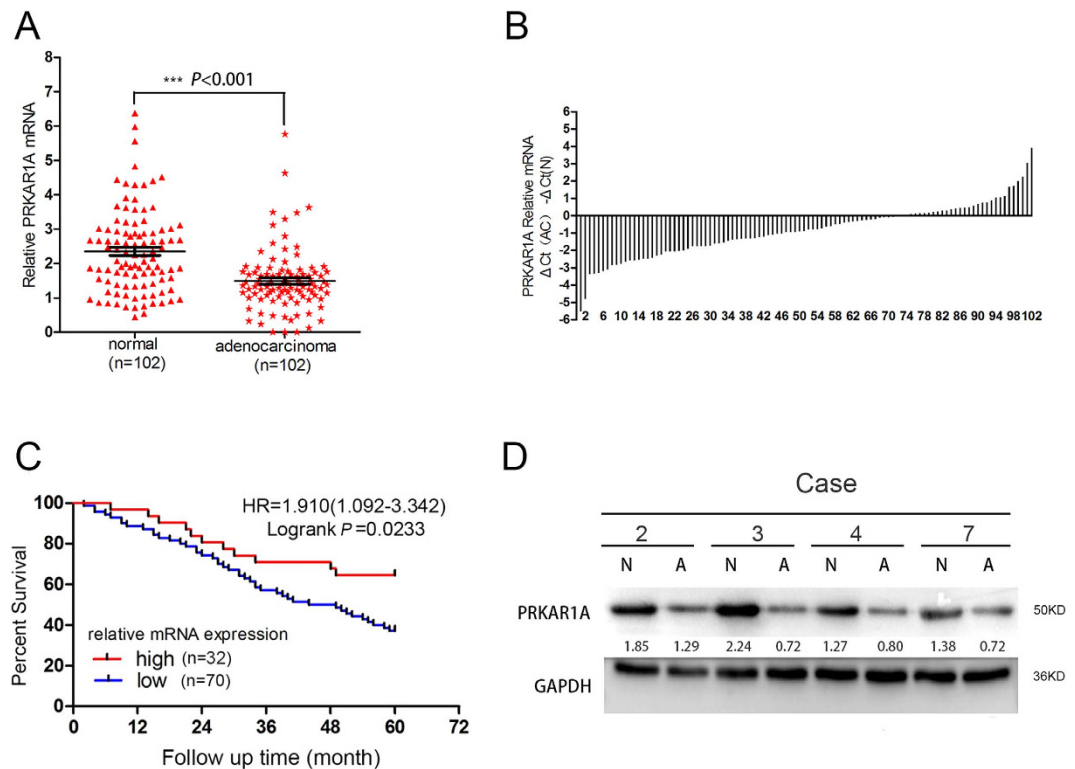 A
8
7
6
5
4
3
2
1
0
Relative PRKAR1A mRNA
*** P<0.001
normal
(n=102)
adenocarcinoma
(n=102)
B
6
5
4
3
2
1
0
-1
-2
-3
-4
-5
-6
PRKAR1A Relative mRNA
ΔCt (AC) -ΔCt(N)
2 6 10 14 18 22 26 30 34 38 42 46 50 54 58 62 66 70 74 78 82 86 90 94 98 102
C
100
80
60
40
20
0
Percent Survival
HR=1.910(1.092-3.342)
Logrank P=0.0233
relative mRNA expression
high (n=32)
low (n=70)
0 12 24 36 48 60 72
Follow up time (month)
D
Case
2 3 4 7
N A N A N A N A
PRKAR1A 50KD
1.85 1.29 2.24 0.72 1.27 0.80 1.38 0.72
GAPDH 36KD